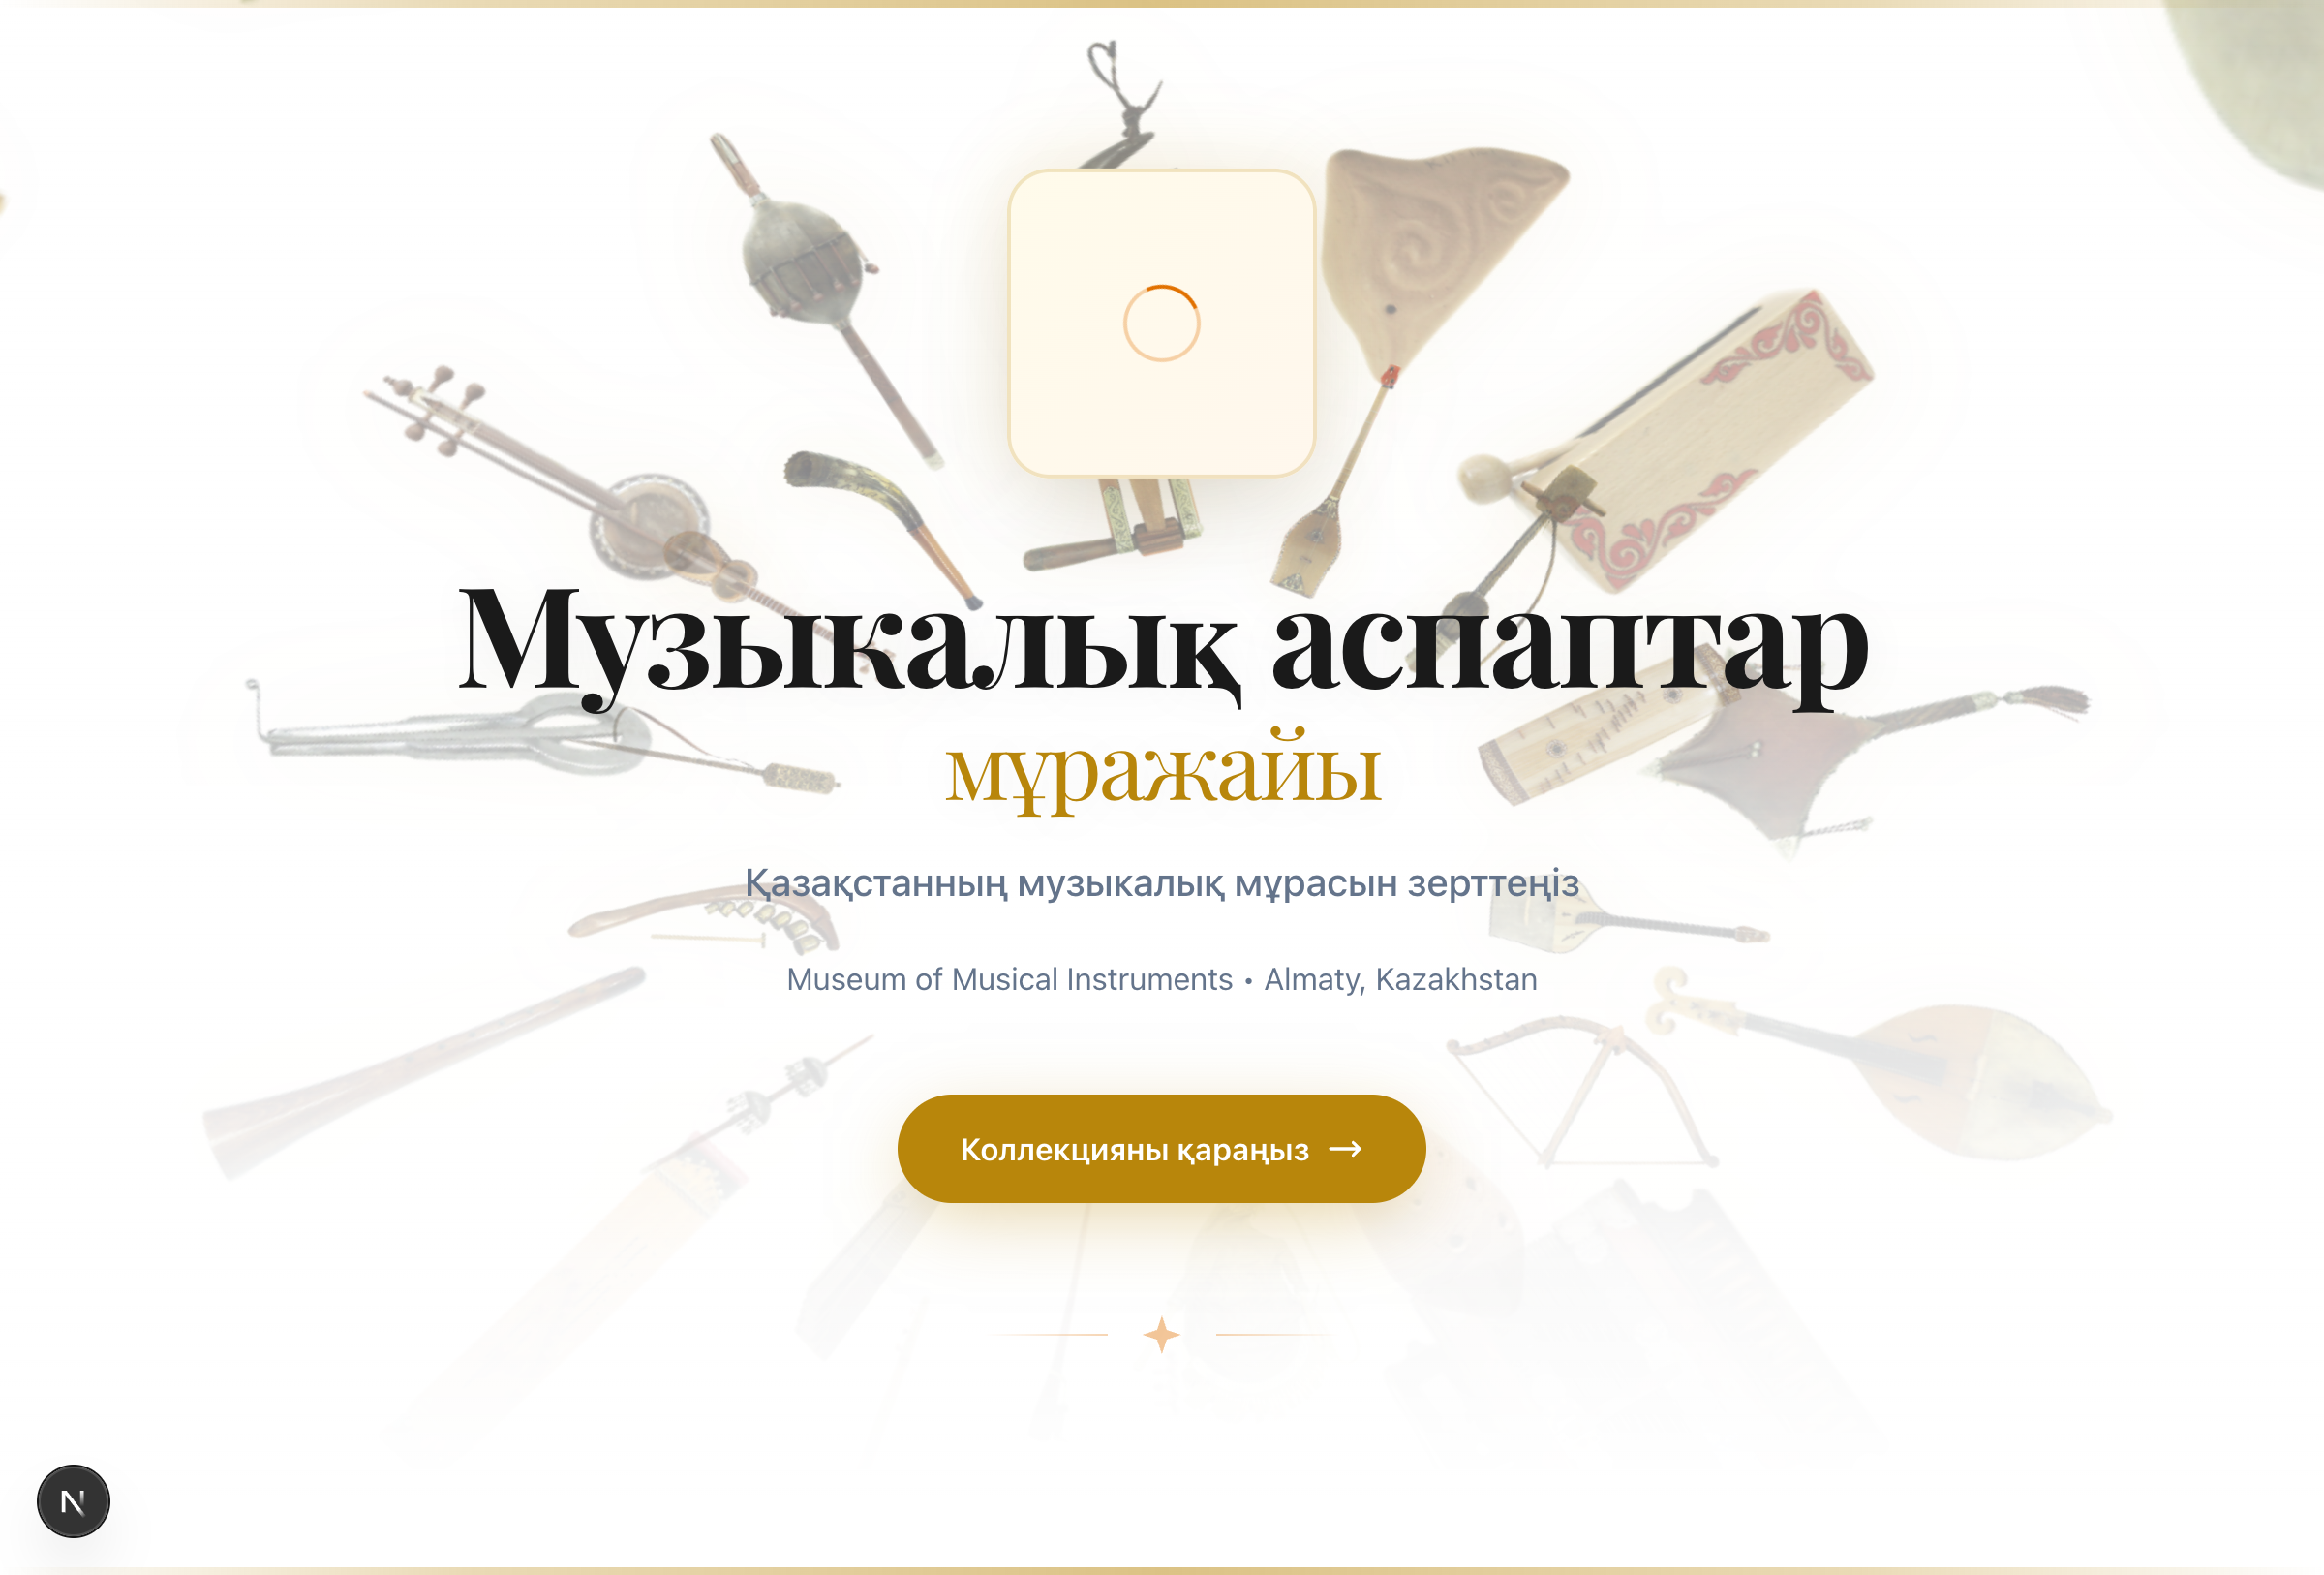 Музыкалық аспаптар
мұражайы
Қазақстанның музыкалық мұрасын зерттеңіз
Museum of Musical Instruments • Almaty, Kazakhstan
Коллекцияны қараңыз →
N